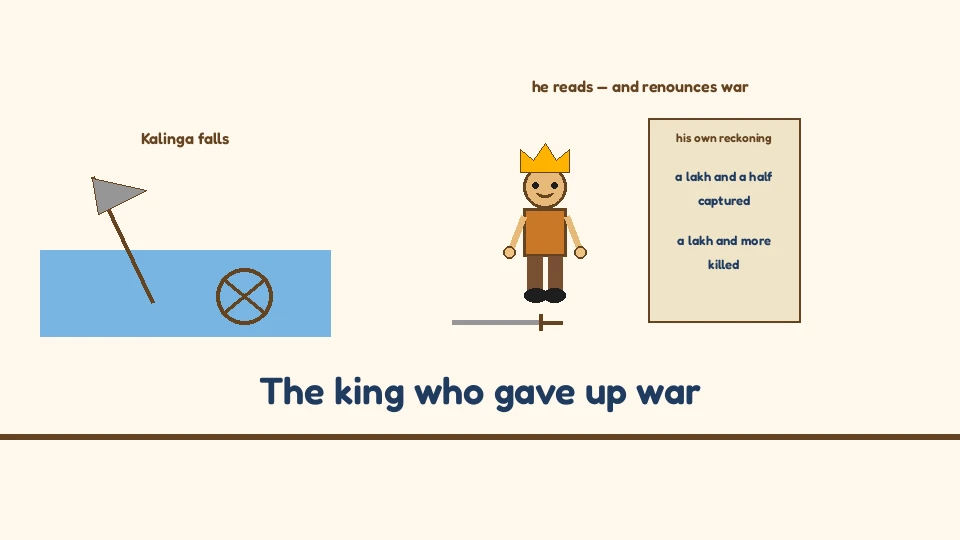 he reads — and renounces war
Kalinga falls
his own reckoning
a lakh and a half
captured
a lakh and more
killed
The king who gave up war